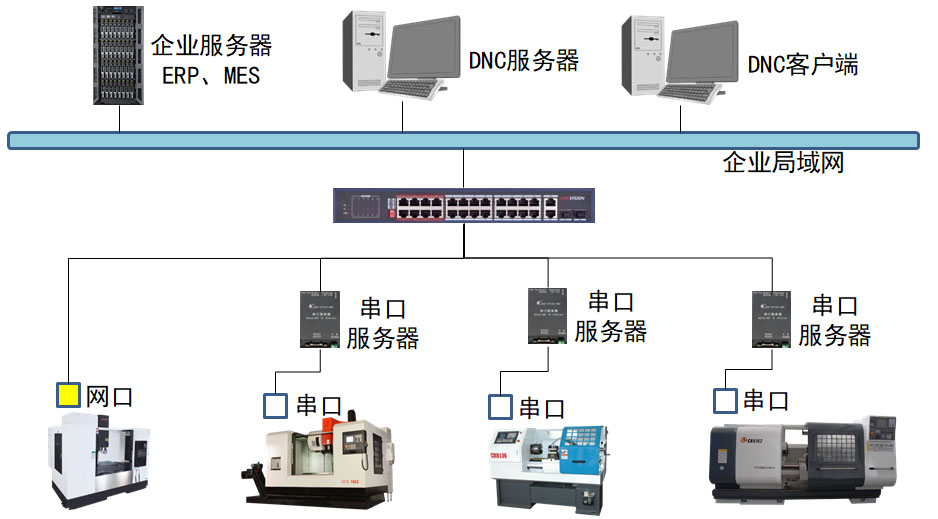 企业服务器
ERP、MES
DNC服务器
DNC客户端
企业局域网
串口
服务器
串口
服务器
串口
服务器
网口
串口
串口
串口